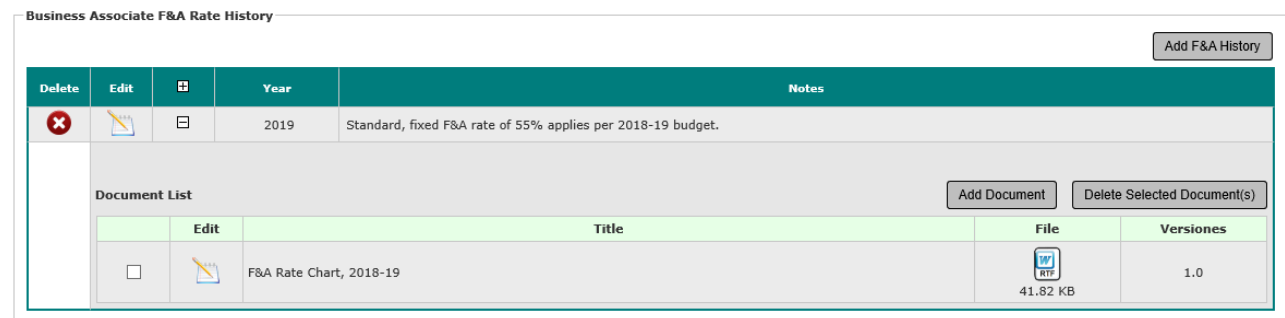 Business Associate F&A Rate History
Add F&A History
Delete Edit Year Notes
2019 Standard, fixed F&A rate of 55% applies per 2018-19 budget.
Document List Add Document Delete Selected Document(s)
Edit Title File Versiones
F&A Rate Chart, 2018-19 W RTF 1.0
41.82 KB